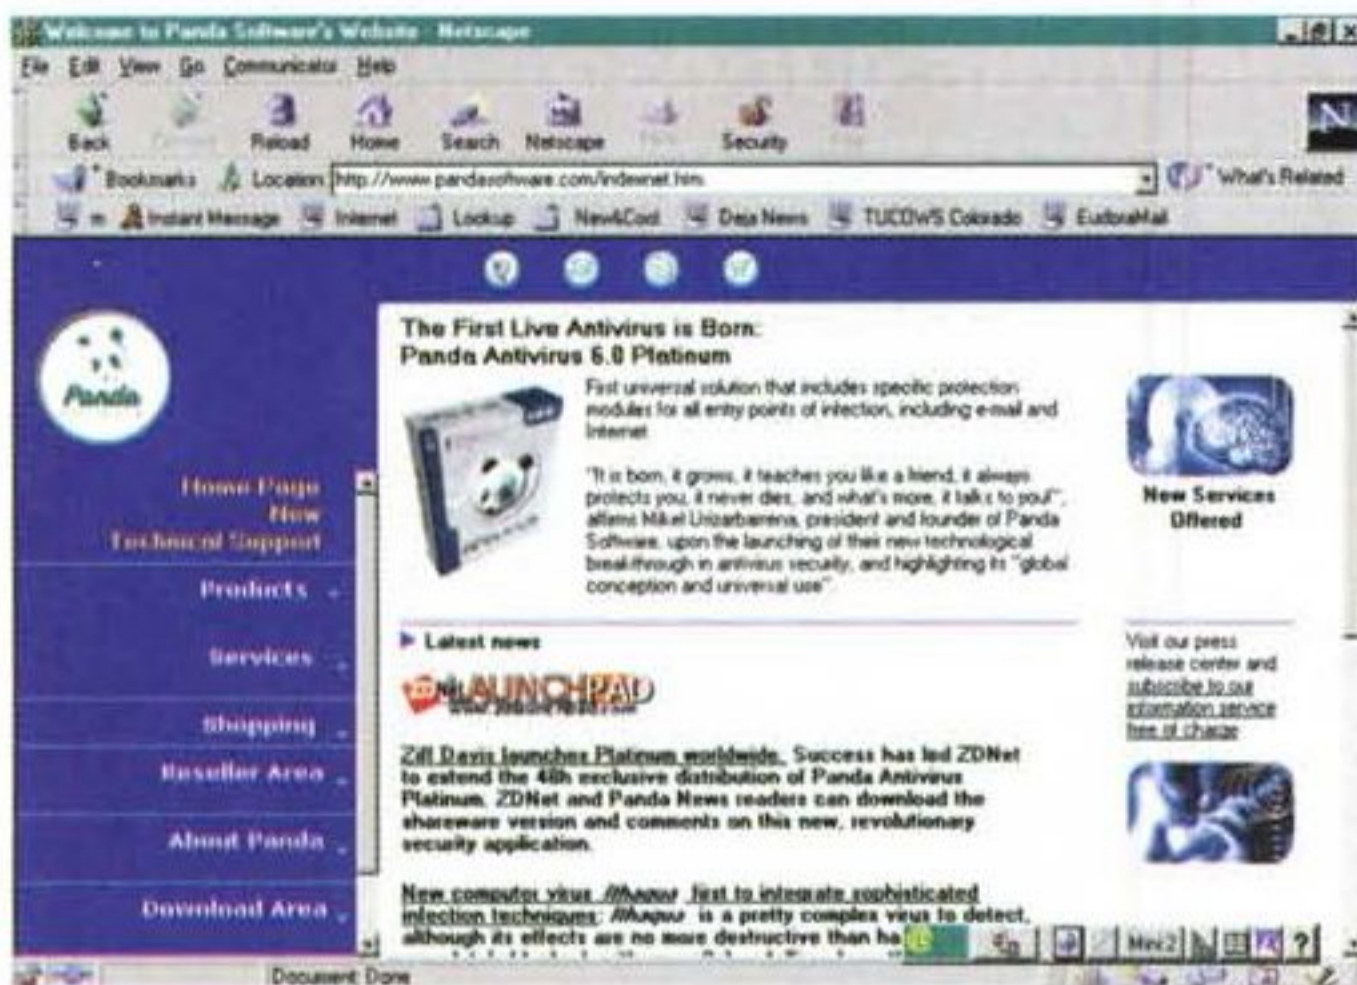 Welcome to Panda Software's Website - Netscape
File Edit View Go Communicator Help
Back Reload Home Search Netscape Security
Bookmarks Location: http://www.pandasoftware.com/indexnet.htm What's Related
m Instant Message Internet Lookup New&Cool Deja News TUCOWS Colorado EudoraMail
Panda
Home Page
New
Technical Support
Products
Services
Shopping
Reseller Area
About Panda
Download Area
The First Live Antivirus is Born:
Panda Antivirus 6.0 Platinum
First universal solution that includes specific protection
modules for all entry points of infection, including e-mail and
Internet
"It is born, it grows, it teaches you like a friend, it always
protects you, it never dies, and what's more, it talks to you!",
affirms Mikel Urizarbarrena, president and founder of Panda
Software, upon the launching of their new technological
breakthrough in antivirus security, and highlighting its "global
conception and universal use".
Latest news
LAUNCHPAD
Ziff Davis launches Platinum worldwide. Success has led ZDNet
to extend the 48h exclusive distribution of Panda Antivirus
Platinum. ZDNet and Panda News readers can download the
shareware version and comments on this new, revolutionary
security application.
New computer virus first to integrate sophisticated
infection techniques: is a pretty complex virus to detect,
although its effects are no more destructive than ha
New Services
Offered
Visit our press
release center and
subscribe to our
information service
free of charge
Mini 2 ?
Document: Done